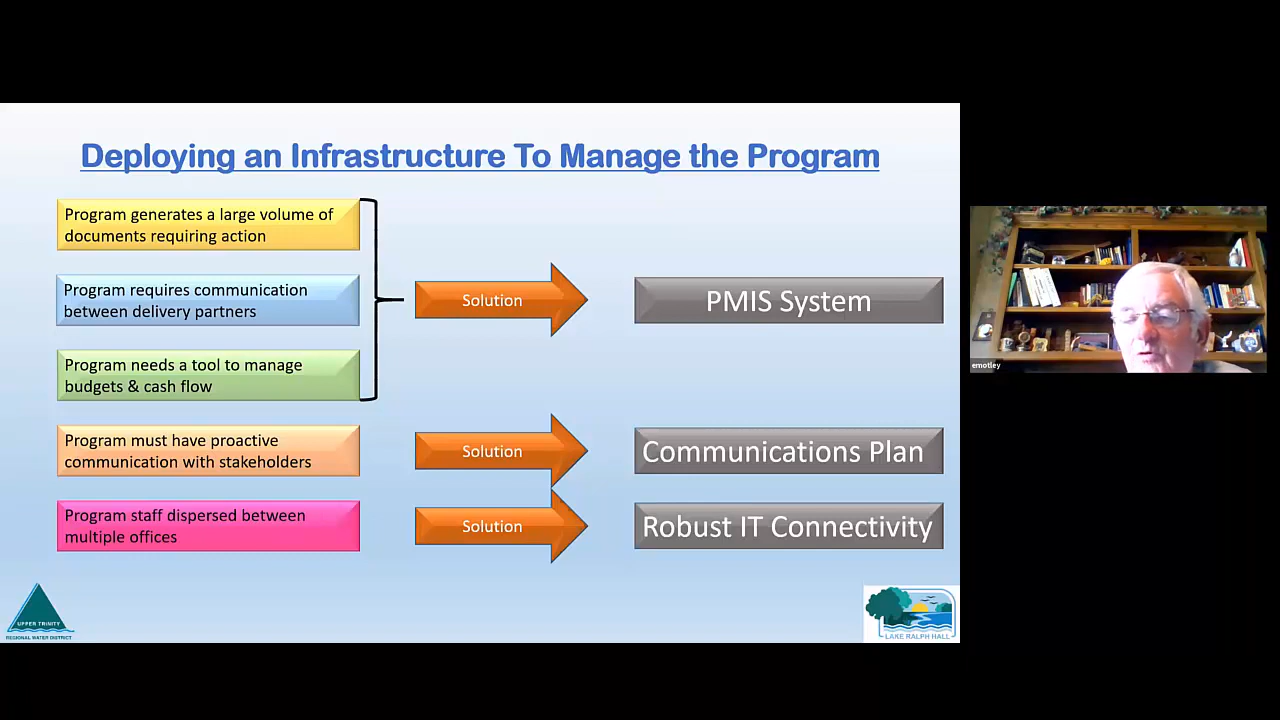 Deploying an Infrastructure To Manage the Program
Program generates a large volume of
documents requiring action
Program requires communication
between delivery partners
Program needs a tool to manage
budgets & cash flow
Solution
PMIS System
Program must have proactive
communication with stakeholders
Solution
Communications Plan
Program staff dispersed between
multiple offices
Solution
Robust IT Connectivity
UPPER TRINITY
REGIONAL WATER DISTRICT
LAKE RALPH HALL
emotley